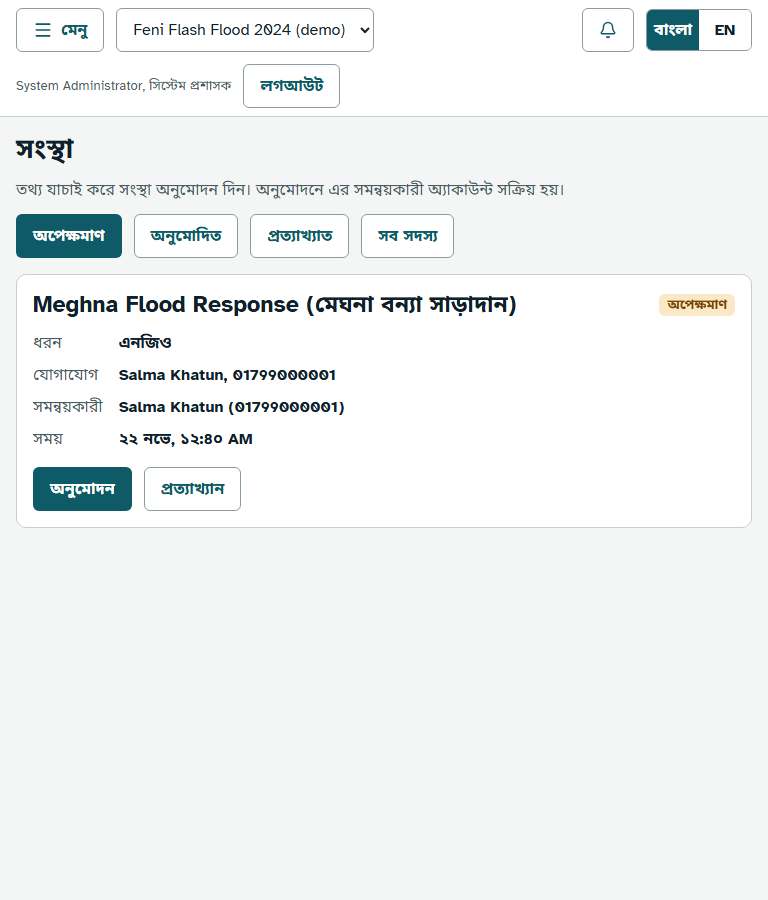 মেনু
Feni Flash Flood 2024 (demo)
বাংলা EN
System Administrator, সিস্টেম প্রশাসক
লগআউট
সংস্থা
তথ্য যাচাই করে সংস্থা অনুমোদন দিন। অনুমোদনে এর সমন্বয়কারী অ্যাকাউন্ট সক্রিয় হয়।
অপেক্ষমাণ অনুমোদিত প্রত্যাখ্যাত সব সদস্য
Meghna Flood Response (মেঘনা বন্যা সাড়াদান) অপেক্ষমাণ
ধরন এনজিও
যোগাযোগ Salma Khatun, 01799000001
সমন্বয়কারী Salma Khatun (01799000001)
সময় ২২ নভে, ১২:৪০ AM
অনুমোদন প্রত্যাখ্যান